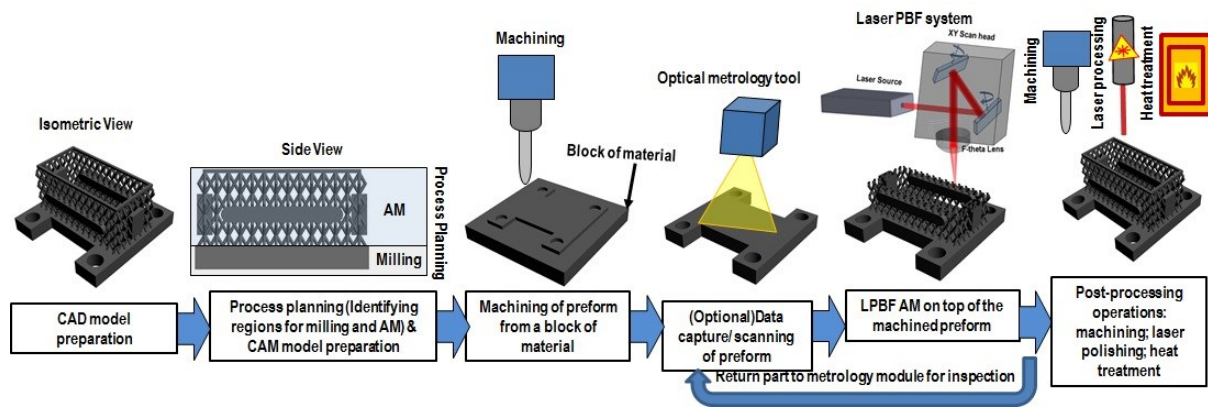 Isometric View
Side View
AM
Milling
Process Planning
Machining
Block of material
Optical metrology tool
Laser PBF system
XY Scan head
Laser Source
F-theta Lens
Machining
Laser processing
Heat treatment
CAD model
preparation
Process planning (Identifying
regions for milling and AM) &
CAM model preparation
Machining of preform
from a block of
material
(Optional)Data
capture/ scanning
of preform
LPBF AM on top of the
machined preform
Post-processing
operations:
machining; laser
polishing; heat
treatment
Return part to metrology module for inspection